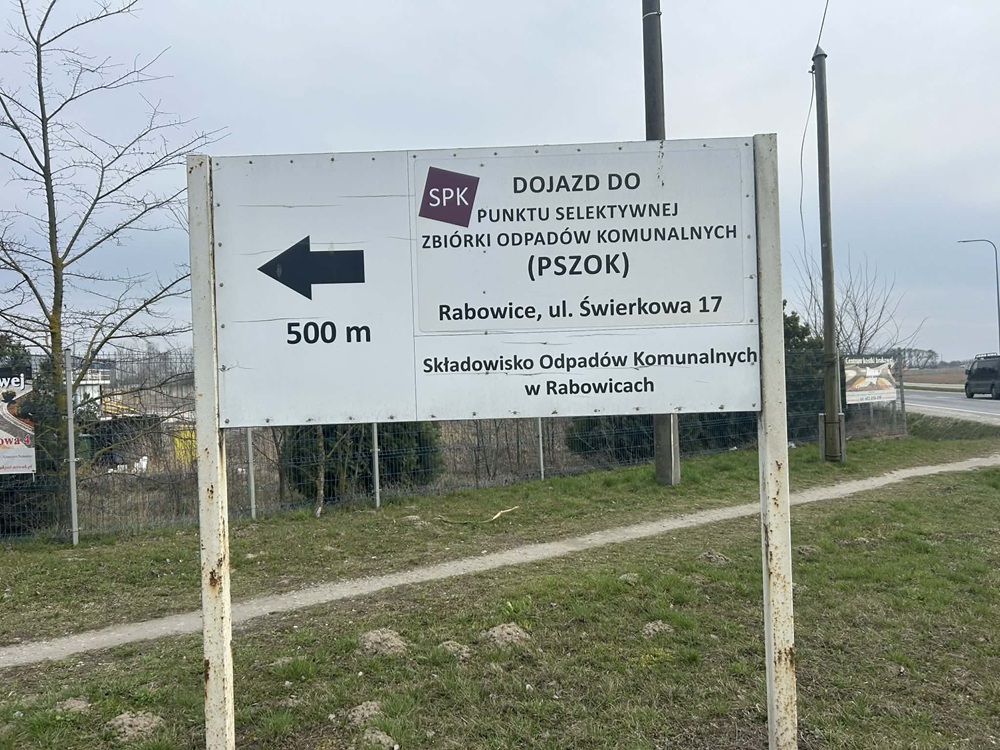 SPK
DOJAZD DO
PUNKTU SELEKTYWNEJ
ZBIÓRKI ODPADÓW KOMUNALNYCH
(PSZOK)
Rabowice, ul. Świerkowa 17
500 m
Składowisko Odpadów Komunalnych
w Rabowicach